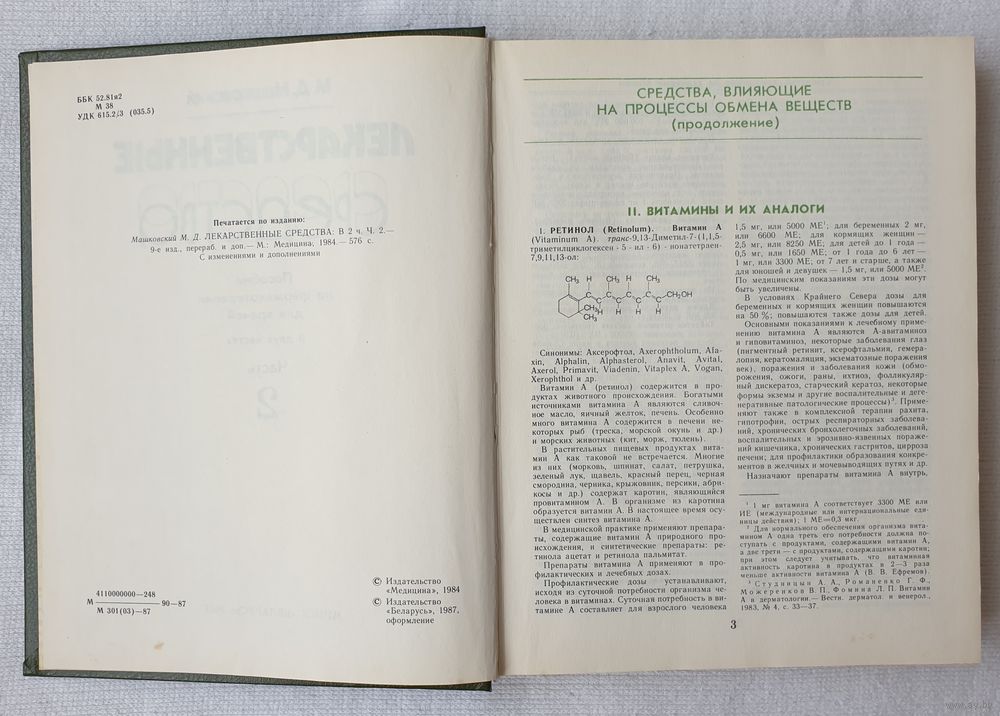 ББК 52.81я2
М 38
УДК 615.2/3 (035.5)
Печатается по изданию:
Машковский М. Д. ЛЕКАРСТВЕННЫЕ СРЕДСТВА: В 2 ч. Ч. 2.—
9-е изд., перераб. и доп.— М.: Медицина, 1984.— 576 с.
С изменениями и дополнениями
4110000000—248
М 90—87
М 301(03)—87
© Издательство
«Медицина», 1984
© Издательство
«Беларусь», 1987,
оформление
СРЕДСТВА, ВЛИЯЮЩИЕ
НА ПРОЦЕССЫ ОБМЕНА ВЕЩЕСТВ
(продолжение)
II. ВИТАМИНЫ И ИХ АНАЛОГИ
1. РЕТИНОЛ (Retinolum). Витамин А
(Vitaminum A). транс-9,13-Диметил-7-(1,1,5-
триметилциклогексен - 5 - ил - 6) - нонатетраен-
7,9,11,13-ол:
CH₃ H CH₃ H CH₃
CH₂OH
CH₃ H H H H
CH₃
Синонимы: Аксерофтол, Axerophtholum, Ala-
xin, Alphalin, Alphasterol, Anavit, Avital,
Axerol, Primavit, Viadenin, Vitaplex A, Vogan,
Xerophthol и др.
Витамин А (ретинол) содержится в про-
дуктах животного происхождения. Богатыми
источниками витамина А являются сливоч-
ное масло, яичный желток, печень. Особенно
много витамина А содержится в печени не-
которых рыб (треска, морской окунь и др.)
и морских животных (кит, морж, тюлень).
В растительных пищевых продуктах вита-
мин А как таковой не встречается. Многие
из них (морковь, шпинат, салат, петрушка,
зеленый лук, щавель, красный перец, черная
смородина, черника, крыжовник, персики, абри-
косы и др.) содержат каротин, являющийся
провитамином А. В организме из каротина
образуется витамин А. В настоящее время осу-
ществлен синтез витамина А.
В медицинской практике применяют препара-
ты, содержащие витамин А природного про-
исхождения, и синтетические препараты: ре-
тинола ацетат и ретинола пальмитат.
Препараты витамина А применяют в про-
филактических и лечебных дозах.
Профилактические дозы устанавливают,
исходя из суточной потребности организма че-
ловека в витаминах. Суточная потребность в ви-
тамине А составляет для взрослого человека
1,5 мг, или 5000 МЕ¹; для беременных 2 мг,
или 6600 МЕ; для кормящих женщин —
2,5 мг, или 8250 МЕ; для детей до 1 года —
0,5 мг, или 1650 МЕ; от 1 года до 6 лет —
1 мг, или 3300 МЕ; от 7 лет и старше, а также
для юношей и девушек — 1,5 мг, или 5000 МЕ².
По медицинским показаниям эти дозы могут
быть увеличены.
В условиях Крайнего Севера дозы для
беременных и кормящих женщин повышаются
на 50 %; повышаются также дозы для детей.
Основными показаниями к лечебному приме-
нению витамина А являются А-авитаминоз
и гиповитаминоз, некоторые заболевания глаз
(пигментный ретинит, ксерофтальмия, гемера-
лопия, кератомаляция, экзематозные поражения
век), поражения и заболевания кожи (обмо-
рожения, ожоги, раны, ихтиоз, фолликуляр-
ный дискератоз, старческий кератоз, некоторые
формы экземы и другие воспалительные и деге-
неративные патологические процессы)³. Приме-
няют также в комплексной терапии рахита,
гипотрофии, острых респираторных заболева-
ний, хронических бронхолегочных заболеваний,
воспалительных и эрозивно-язвенных пораже-
ний кишечника, хронических гастритов, цирроза
печени; для профилактики образования конкре-
ментов в желчных и мочевыводящих путях и др.
Назначают препараты витамина А внутрь,
¹ 1 мг витамина А соответствует 3300 МЕ или
ИЕ (международные или интернациональные еди-
ницы действия); 1 МЕ=0,3 мкг.
² Для нормального обеспечения организма вита-
мином А одна треть его потребности должна по-
ступать с продуктами, содержащими витамин А,
а две трети — с продуктами, содержащими каротин;
при этом следует учитывать, что витаминная
активность каротина в продуктах в 2—3 раза
меньше активности витамина А (В. В. Ефремов).
³ Студницын А. А., Романенко Г. Ф.,
Можеренков В. П., Фомина Л. П. Витамин
А в дерматологии.— Вестн. дерматол. и венерол.,
1983, № 4, с. 33—37.
3
www.ay.by